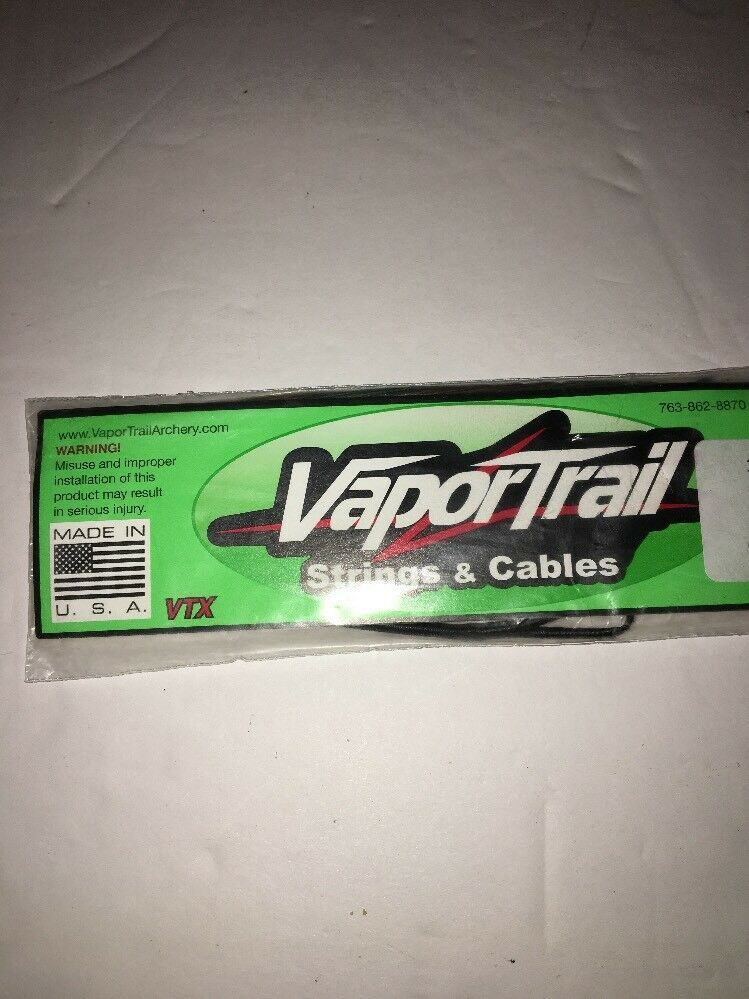 www.VaporTrailArchery.com
763-862-8870
WARNING!
Misuse and improper
installation of this
product may result
in serious injury.
MADE IN
U. S. A.
VTX
VaporTrail
Strings & Cables